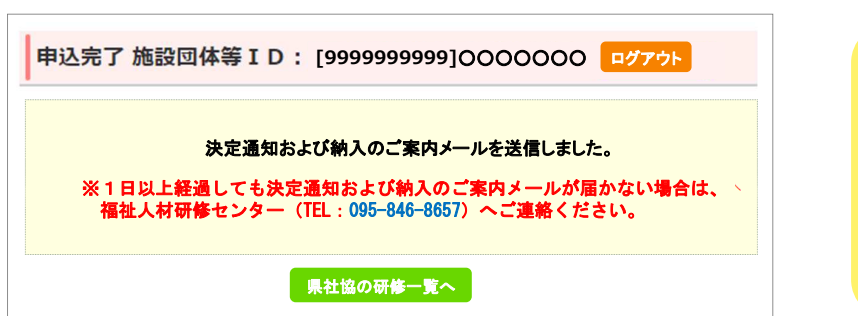 申込完了 施設団体等ＩＤ： [9999999999]〇〇〇〇〇〇〇 ログアウト
決定通知および納入のご案内メールを送信しました。
※１日以上経過しても決定通知および納入のご案内メールが届かない場合は、
福祉人材研修センター（TEL：095-846-8657）へご連絡ください。
県社協の研修一覧へ